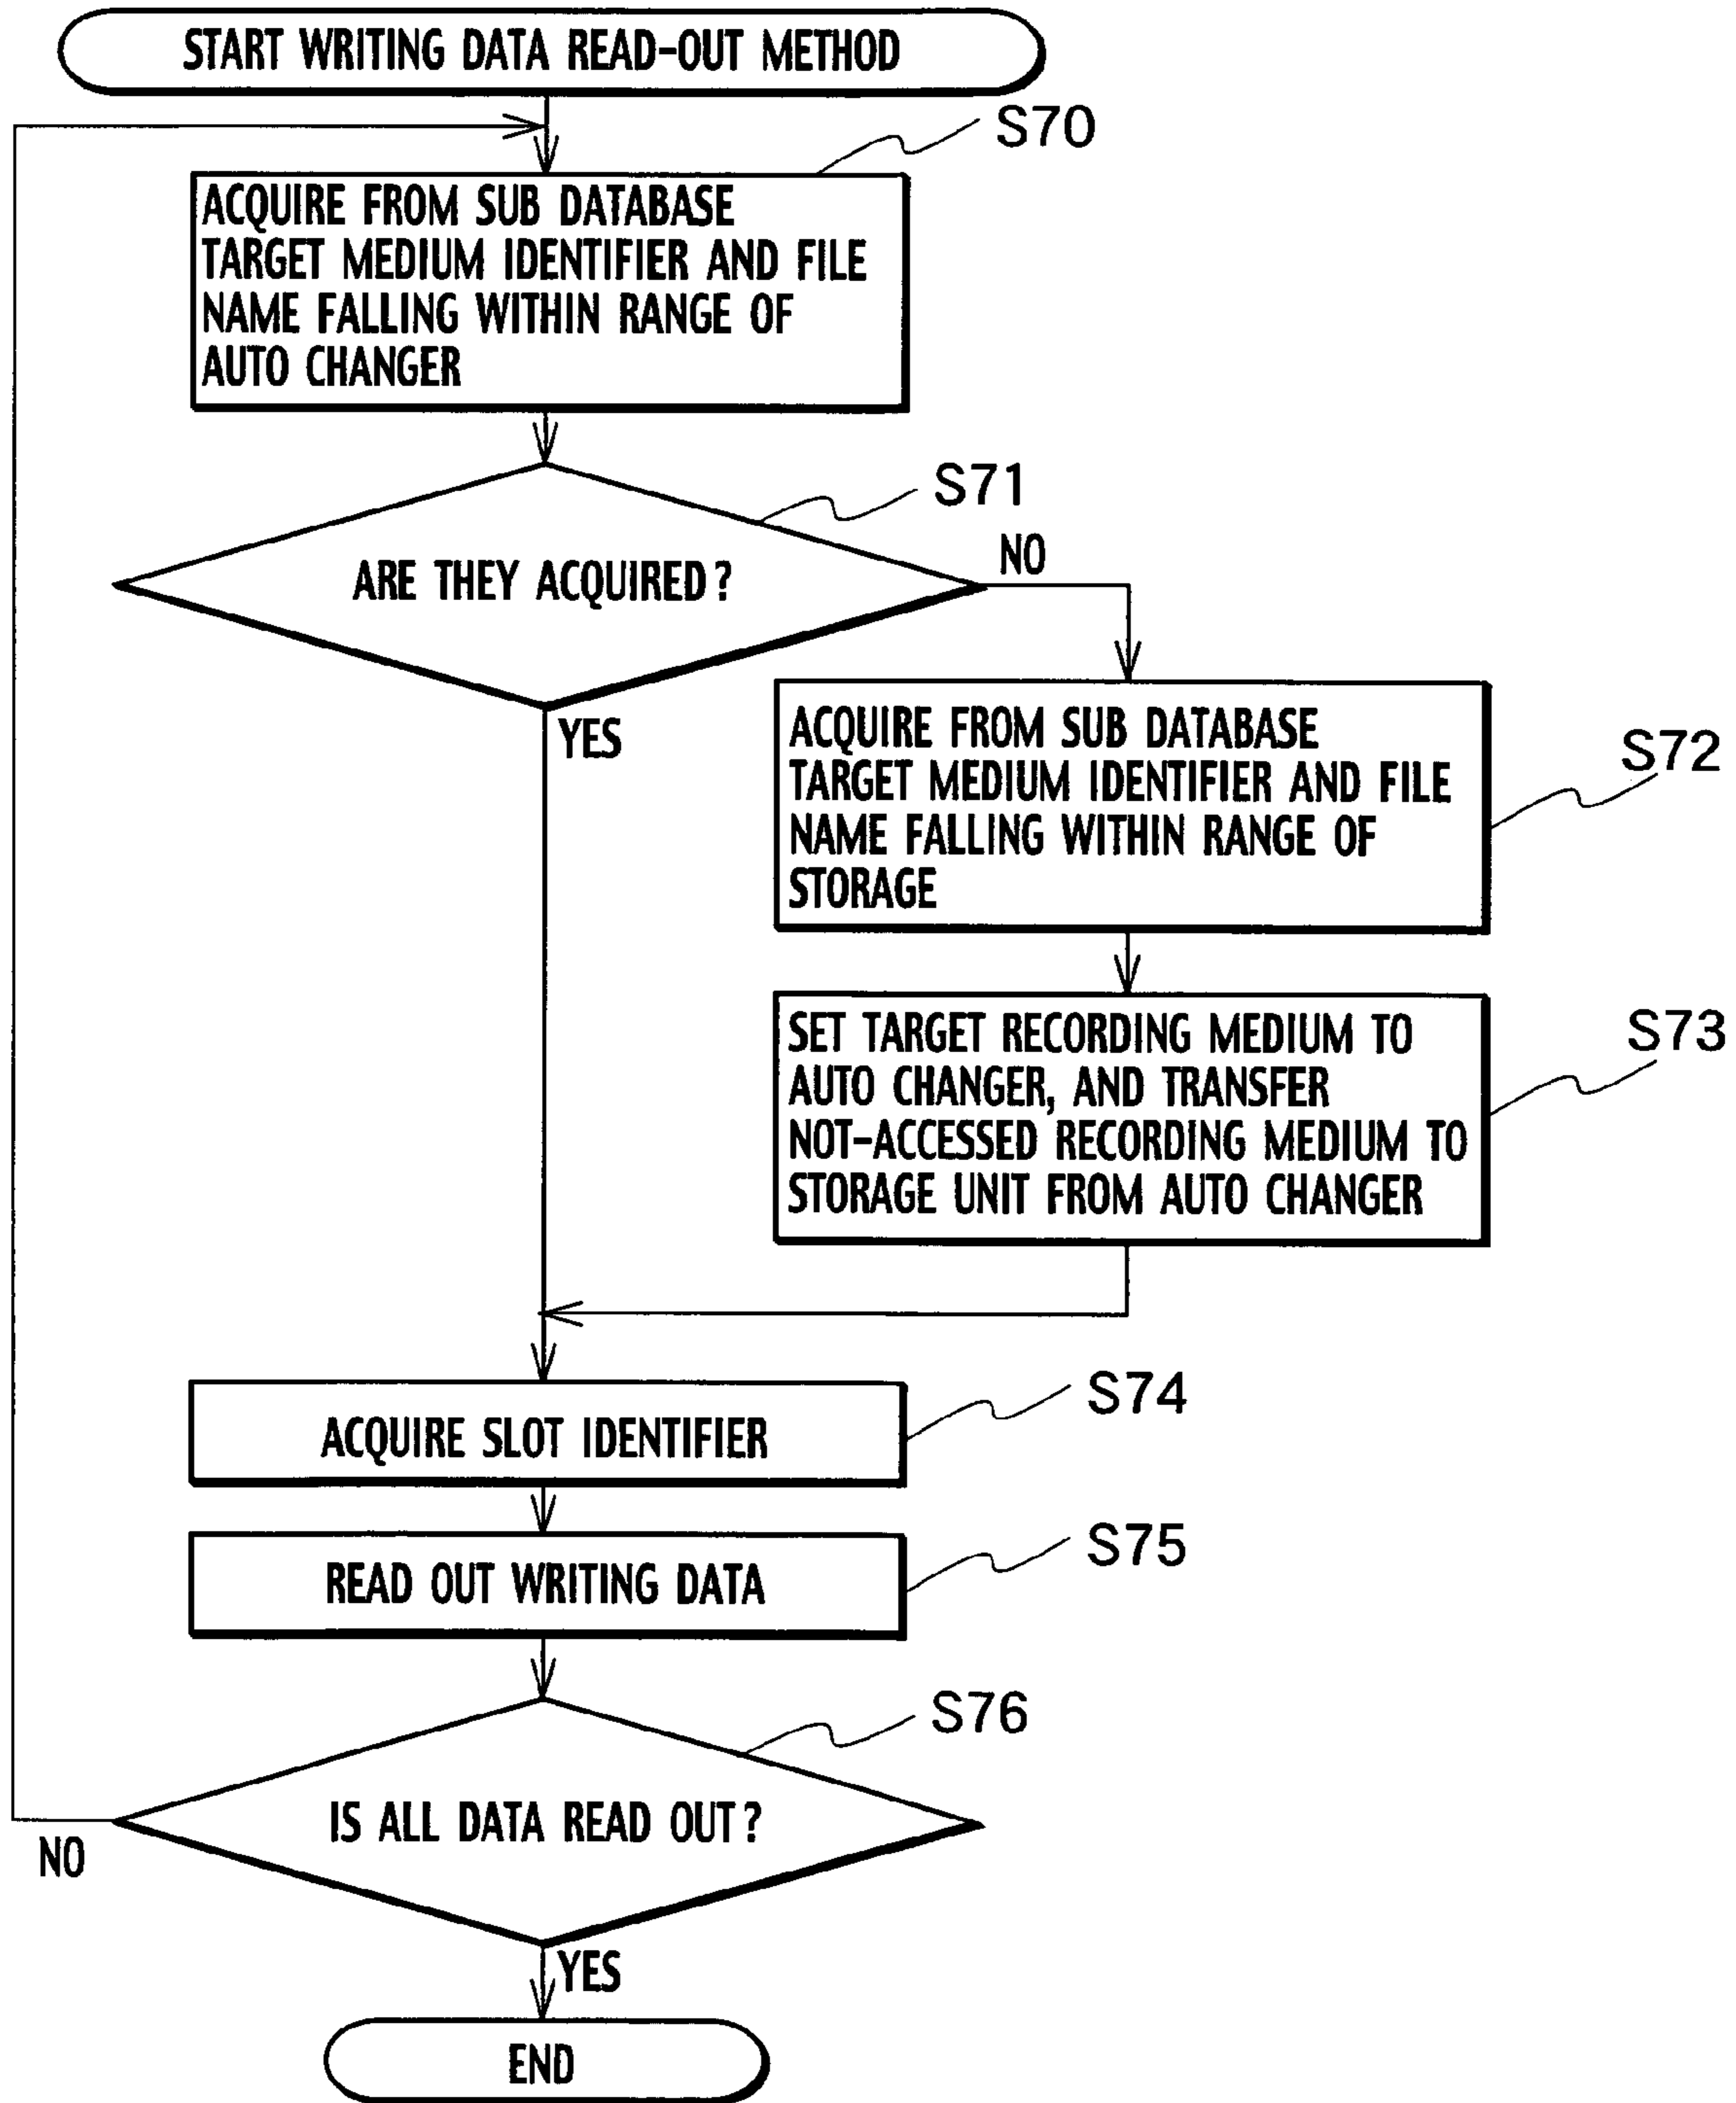 START WRITING DATA READ-OUT METHOD
S70
ACQUIRE FROM SUB DATABASE
TARGET MEDIUM IDENTIFIER AND FILE
NAME FALLING WITHIN RANGE OF
AUTO CHANGER
S71
ARE THEY ACQUIRED?
NO
YES
S72
ACQUIRE FROM SUB DATABASE
TARGET MEDIUM IDENTIFIER AND FILE
NAME FALLING WITHIN RANGE OF
STORAGE
S73
SET TARGET RECORDING MEDIUM TO
AUTO CHANGER, AND TRANSFER
NOT-ACCESSED RECORDING MEDIUM TO
STORAGE UNIT FROM AUTO CHANGER
S74
ACQUIRE SLOT IDENTIFIER
S75
READ OUT WRITING DATA
S76
IS ALL DATA READ OUT?
NO
YES
END